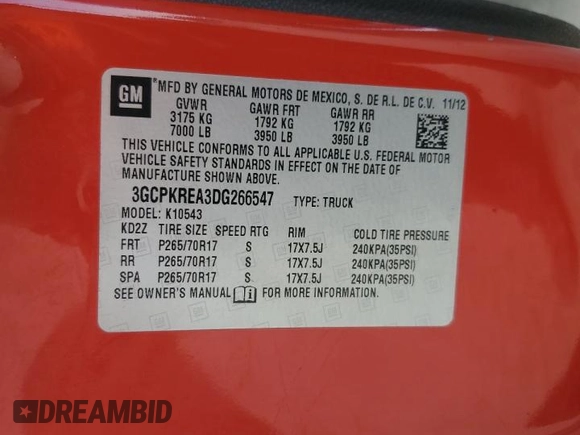 GM
*MFD BY GENERAL MOTORS DE MEXICO, S. DE R.L. DE C.V. 11/12
GVWR GAWR FRT GAWR RR
3175 KG 1792 KG 1792 KG
7000 LB 3950 LB 3950 LB
THIS VEHICLE CONFORMS TO ALL APPLICABLE U.S. FEDERAL MOTOR
VEHICLE SAFETY STANDARDS IN EFFECT ON THE DATE OF
MANUFACTURE SHOWN ABOVE.
3GCPKREA3DG266547 TYPE: TRUCK
MODEL: K10543
KD2Z TIRE SIZE SPEED RTG RIM COLD TIRE PRESSURE
FRT P265/70R17 S 17X7.5J 240KPA(35PSI)
RR P265/70R17 S 17X7.5J 240KPA(35PSI)
SPA P265/70R17 S 17X7.5J 240KPA(35PSI)
SEE OWNER'S MANUAL FOR MORE INFORMATION.
DREAMBID